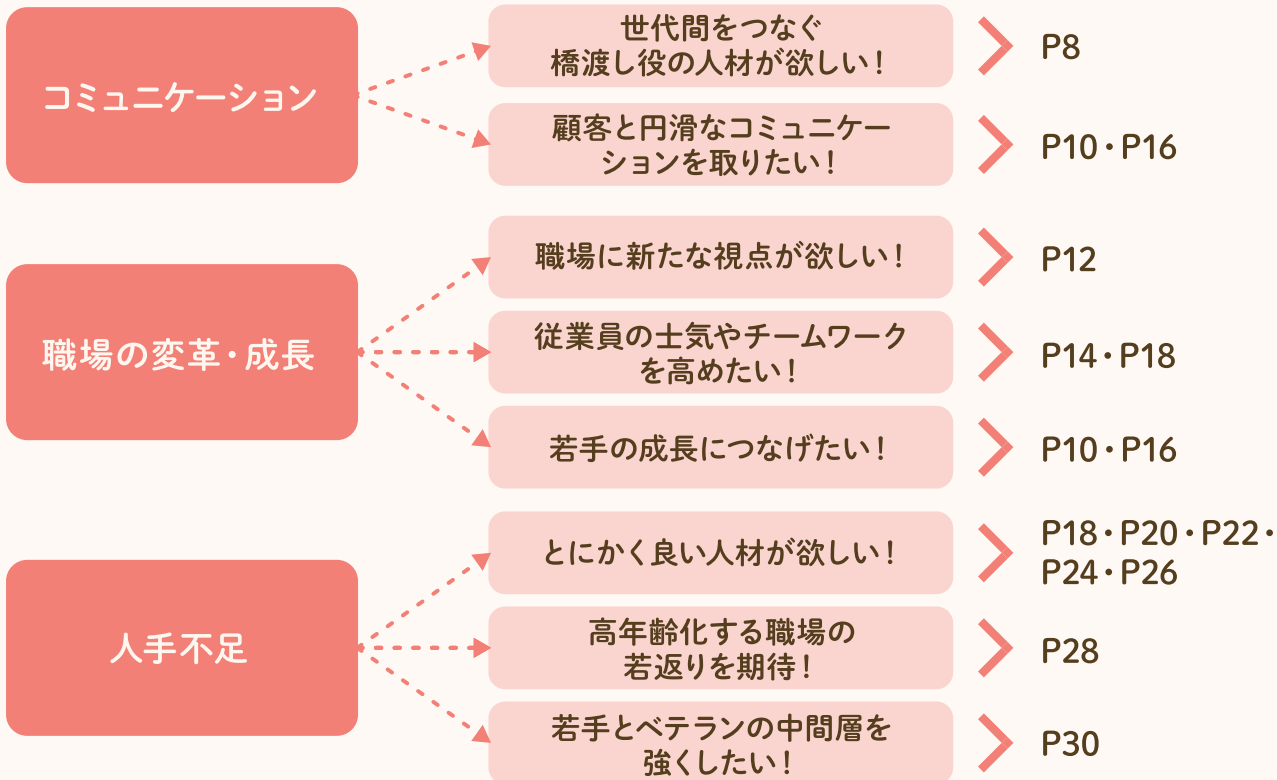 コミュニケーション
世代間をつなぐ
橋渡し役の人材が欲しい！
P8
顧客と円滑なコミュニケー
ションを取りたい！
P10・P16
職場の変革・成長
職場に新たな視点が欲しい！
P12
従業員の士気やチームワーク
を高めたい！
P14・P18
若手の成長につなげたい！
P10・P16
人手不足
とにかく良い人材が欲しい！
P18・P20・P22・
P24・P26
高年齢化する職場の
若返りを期待！
P28
若手とベテランの中間層を
強くしたい！
P30